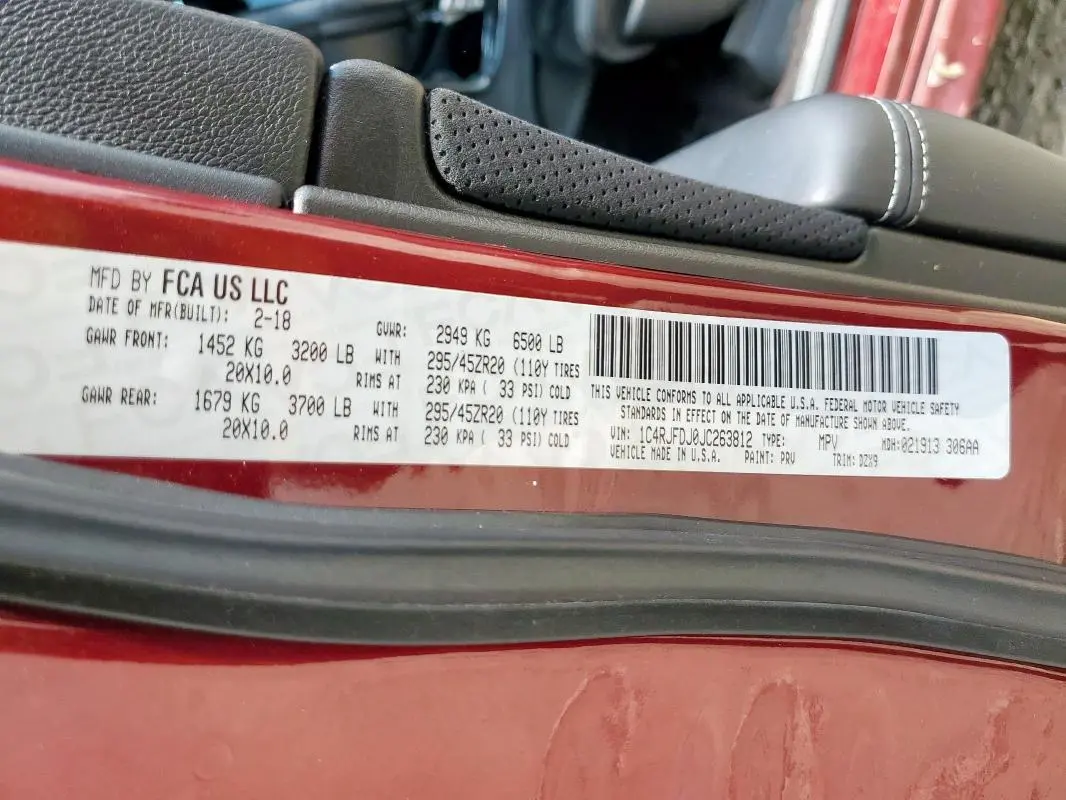 MFD BY FCA US LLC
DATE OF MFR(BUILT): 2-18 GVWR: 2949 KG 6500 LB
GAWR FRONT: 1452 KG 3200 LB WITH 295/45ZR20 (110Y TIRES
20X10.0 RIMS AT 230 KPA ( 33 PSI) COLD
GAWR REAR: 1679 KG 3700 LB WITH 295/45ZR20 (110Y TIRES
20X10.0 RIMS AT 230 KPA ( 33 PSI) COLD
THIS VEHICLE CONFORMS TO ALL APPLICABLE U.S.A. FEDERAL MOTOR VEHICLE SAFETY
STANDARDS IN EFFECT ON THE DATE OF MANUFACTURE SHOWN ABOVE.
VIN: 1C4RJFDJ0JC263812 TYPE: MPV MDH:021913 306AA
VEHICLE MADE IN U.S.A. PAINT: PRV TRIM: DZX9